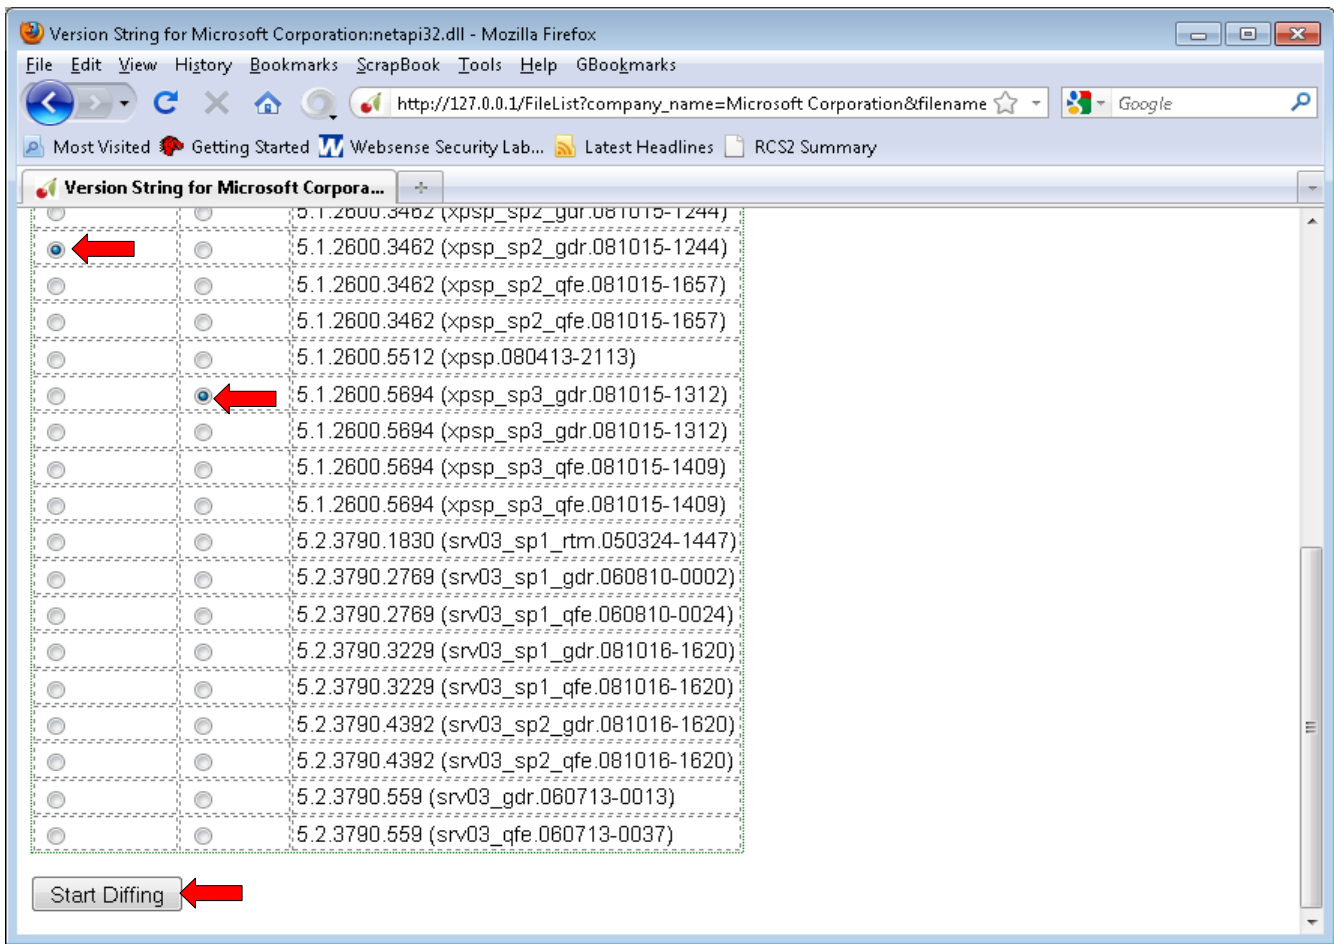 Version String for Microsoft Corporation:netapi32.dll - Mozilla Firefox
File Edit View History Bookmarks ScrapBook Tools Help GBookmarks
http://127.0.0.1/FileList?company_name=Microsoft Corporation&filename Google
Most Visited Getting Started Websense Security Lab... Latest Headlines RCS2 Summary
Version String for Microsoft Corpora...
5.1.2600.3462 (xpsp_sp2_gdr.081015-1244)
5.1.2600.3462 (xpsp_sp2_gdr.081015-1244)
5.1.2600.3462 (xpsp_sp2_qfe.081015-1657)
5.1.2600.3462 (xpsp_sp2_qfe.081015-1657)
5.1.2600.5512 (xpsp.080413-2113)
5.1.2600.5694 (xpsp_sp3_gdr.081015-1312)
5.1.2600.5694 (xpsp_sp3_gdr.081015-1312)
5.1.2600.5694 (xpsp_sp3_qfe.081015-1409)
5.1.2600.5694 (xpsp_sp3_qfe.081015-1409)
5.2.3790.1830 (srv03_sp1_rtm.050324-1447)
5.2.3790.2769 (srv03_sp1_gdr.060810-0002)
5.2.3790.2769 (srv03_sp1_qfe.060810-0024)
5.2.3790.3229 (srv03_sp1_gdr.081016-1620)
5.2.3790.3229 (srv03_sp1_qfe.081016-1620)
5.2.3790.4392 (srv03_sp2_gdr.081016-1620)
5.2.3790.4392 (srv03_sp2_qfe.081016-1620)
5.2.3790.559 (srv03_gdr.060713-0013)
5.2.3790.559 (srv03_qfe.060713-0037)
Start Diffing